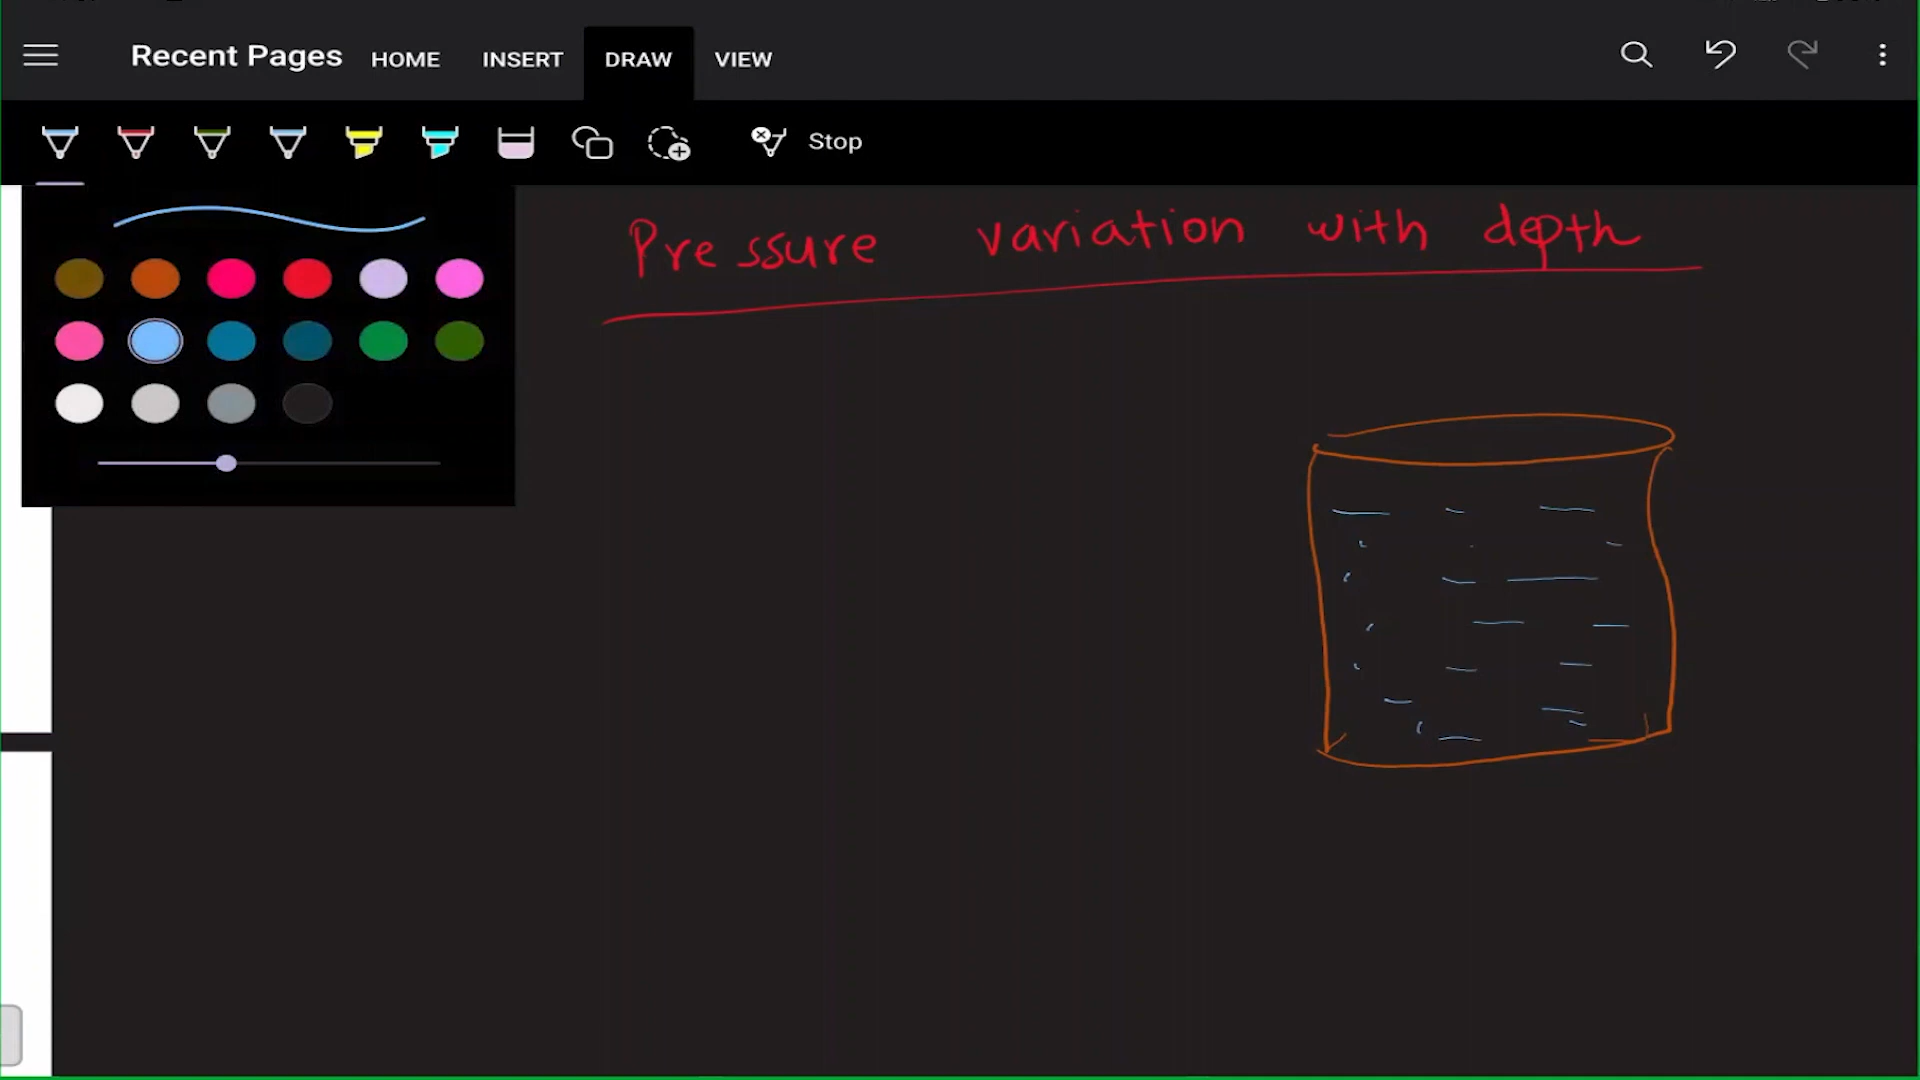 Recent Pages HOME INSERT DRAW VIEW
Stop
Pressure variation with depth